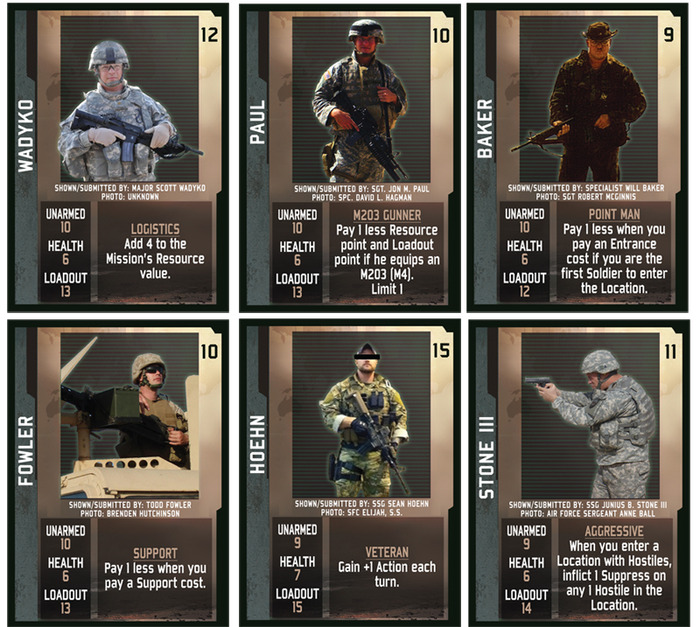 12
WADYKO
SHOWN/SUBMITTED BY: MAJOR SCOTT WADYKO
PHOTO: UNKNOWN
UNARMED
10
HEALTH
6
LOADOUT
13
LOGISTICS
Add 4 to the
Mission's Resource
value.
10
PAUL
SHOWN/SUBMITTED BY: SGT. JON M. PAUL
PHOTO: SPC. DAVID L. HAGMAN
UNARMED
10
HEALTH
6
LOADOUT
13
M203 GUNNER
Pay 1 less Resource
point and Loadout
point if he equips an
M203 (M4).
Limit 1
9
BAKER
SHOWN/SUBMITTED BY: SPECIALIST WILL BAKER
PHOTO: SGT ROBERT MCGINNIS
UNARMED
10
HEALTH
6
LOADOUT
12
POINT MAN
Pay 1 less when you
pay an Entrance
cost if you are the
first Soldier to enter
the Location.
10
FOWLER
SHOWN/SUBMITTED BY: TODD FOWLER
PHOTO: BRENDEN HUTCHINSON
UNARMED
10
HEALTH
6
LOADOUT
13
SUPPORT
Pay 1 less when you
pay a Support cost.
15
HOEHN
SHOWN/SUBMITTED BY: SSG SEAN HOEHN
PHOTO: SFC ELIJAH, S.S.
UNARMED
9
HEALTH
7
LOADOUT
15
VETERAN
Gain +1 Action each
turn.
11
STONE III
SHOWN/SUBMITTED BY: SSG JUNIUS B. STONE III
PHOTO: AIR FORCE SERGEANT ANNE BALL
UNARMED
9
HEALTH
6
LOADOUT
14
AGGRESSIVE
When you enter a
Location with Hostiles,
inflict 1 Suppress on
any 1 Hostile in the
Location.